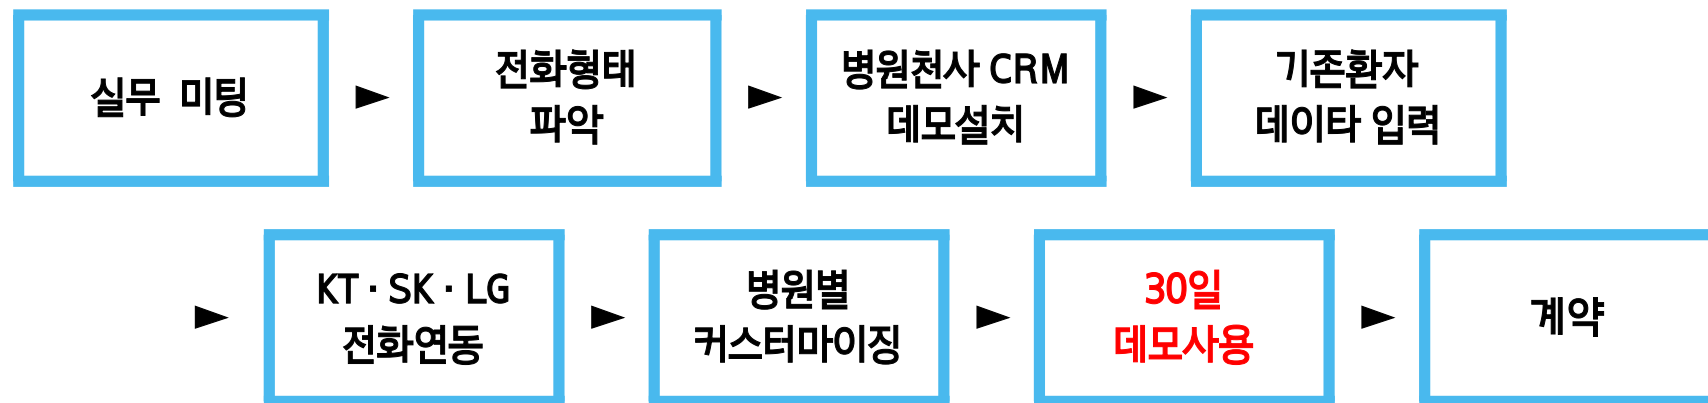 실무 미팅
전화형태
파악
병원천사 CRM
데모설치
기존환자
데이타 입력
KT · SK · LG
전화연동
병원별
커스터마이징
30일
데모사용
계약